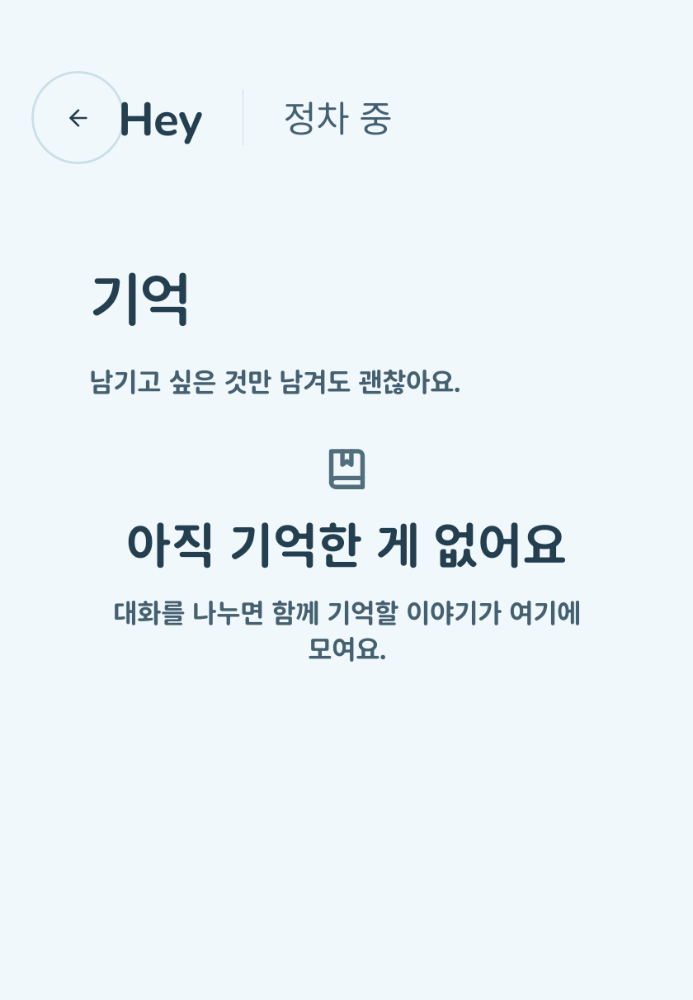 Hey 정차 중
기억
남기고 싶은 것만 남겨도 괜찮아요.
아직 기억한 게 없어요
대화를 나누면 함께 기억할 이야기가 여기에
모여요.